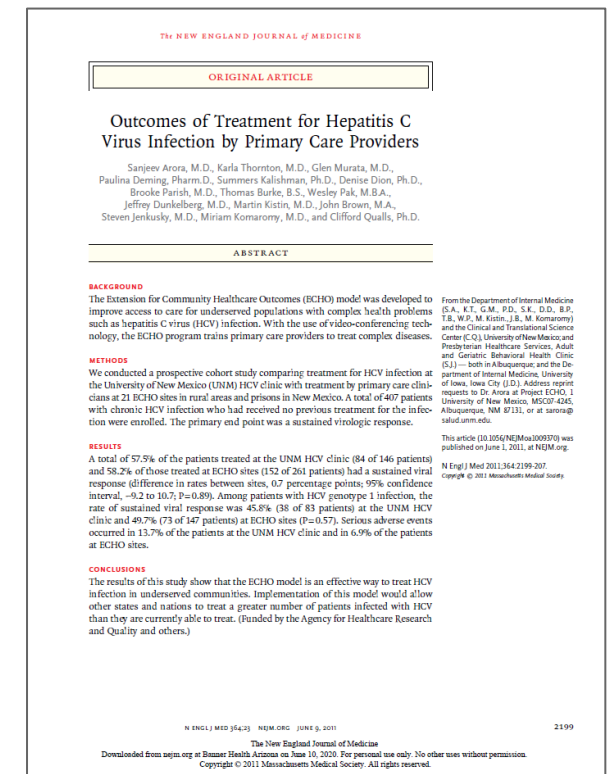 The NEW ENGLAND JOURNAL of MEDICINE
ORIGINAL ARTICLE
Outcomes of Treatment for Hepatitis C
Virus Infection by Primary Care Providers
Sanjeev Arora, M.D., Karla Thornton, M.D., Glen Murata, M.D.,
Paulina Deming, Pharm.D., Summers Kalishman, Ph.D., Denise Dion, Ph.D.,
Brooke Parish, M.D., Thomas Burke, B.S., Wesley Pak, M.B.A.,
Jeffrey Dunkelberg, M.D., Martin Kistin, M.D., John Brown, M.A.,
Steven Jenkusky, M.D., Miriam Komaromy, M.D., and Clifford Qualls, Ph.D.
ABSTRACT
BACKGROUND
The Extension for Community Healthcare Outcomes (ECHO) model was developed to
improve access to care for underserved populations with complex health problems
such as hepatitis C virus (HCV) infection. With the use of video-conferencing tech-
nology, the ECHO program trains primary care providers to treat complex diseases.
METHODS
We conducted a prospective cohort study comparing treatment for HCV infection at
the University of New Mexico (UNM) HCV clinic with treatment by primary care clini-
cians at 21 ECHO sites in rural areas and prisons in New Mexico. A total of 407 patients
with chronic HCV infection who had received no previous treatment for the infec-
tion were enrolled. The primary end point was a sustained virologic response.
RESULTS
A total of 57.5% of the patients treated at the UNM HCV clinic (84 of 146 patients)
and 58.2% of those treated at ECHO sites (152 of 261 patients) had a sustained viral
response (difference in rates between sites, 0.7 percentage points; 95% confidence
interval, −9.2 to 10.7; P=0.89). Among patients with HCV genotype 1 infection, the
rate of sustained viral response was 45.8% (38 of 83 patients) at the UNM HCV
clinic and 49.7% (73 of 147 patients) at ECHO sites (P=0.57). Serious adverse events
occurred in 13.7% of the patients at the UNM HCV clinic and in 6.9% of the patients
at ECHO sites.
CONCLUSIONS
The results of this study show that the ECHO model is an effective way to treat HCV
infection in underserved communities. Implementation of this model would allow
other states and nations to treat a greater number of patients infected with HCV
than they are currently able to treat. (Funded by the Agency for Healthcare Research
and Quality and others.)
From the Department of Internal Medicine
(S.A., K.T., G.M., P.D., S.K., D.D., B.P.,
T.B., W.P., M. Kistin., J.B., M. Komaromy)
and the Clinical and Translational Science
Center (C.Q.), University of New Mexico; and
Presbyterian Healthcare Services, Adult
and Geriatric Behavioral Health Clinic
(S.J.) — both in Albuquerque; and the De-
partment of Internal Medicine, University
of Iowa, Iowa City (J.D.). Address reprint
requests to Dr. Arora at Project ECHO, 1
University of New Mexico, MSC07-4245,
Albuquerque, NM 87131, or at sarora@
salud.unm.edu.
This article (10.1056/NEJMoa1009370) was
published on June 1, 2011, at NEJM.org.
N Engl J Med 2011;364:2199-207.
Copyright © 2011 Massachusetts Medical Society.
N ENGL J MED 364;23 NEJM.ORG JUNE 9, 2011
2199
The New England Journal of Medicine
Downloaded from nejm.org at Banner Health Arizona on June 10, 2020. For personal use only. No other uses without permission.
Copyright © 2011 Massachusetts Medical Society. All rights reserved.